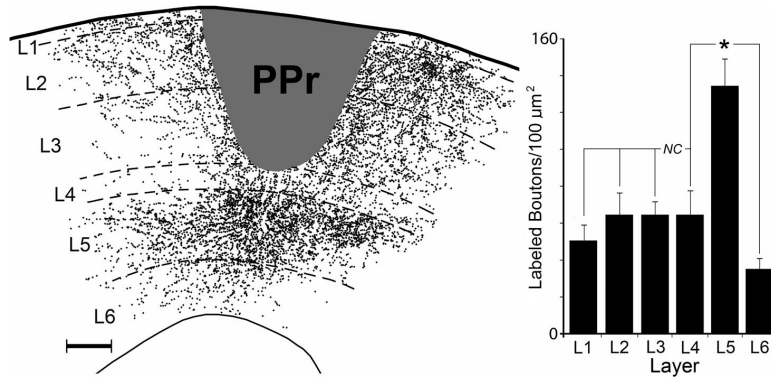 L1
L2
L3
L4
L5
L6
PPr
160
0
Labeled Boutons/100 µm²
*
NC
L1 L2 L3 L4 L5 L6
Layer